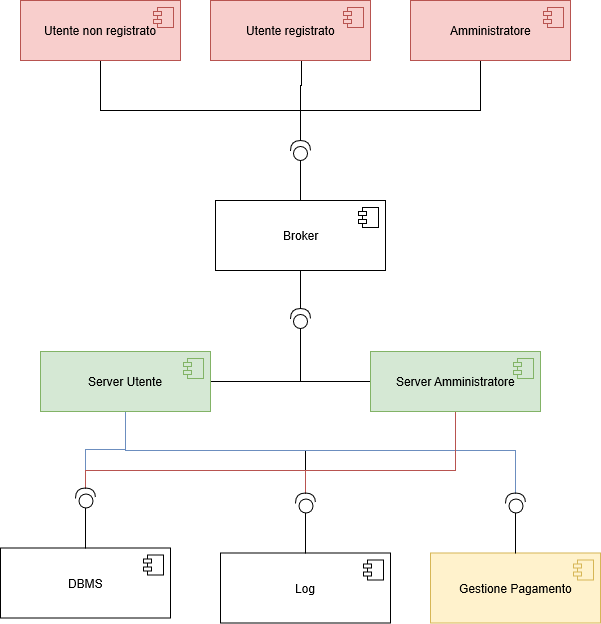 Utente non registrato
Utente registrato
Amministratore
Broker
Server Utente
Server Amministratore
DBMS
Log
Gestione Pagamento